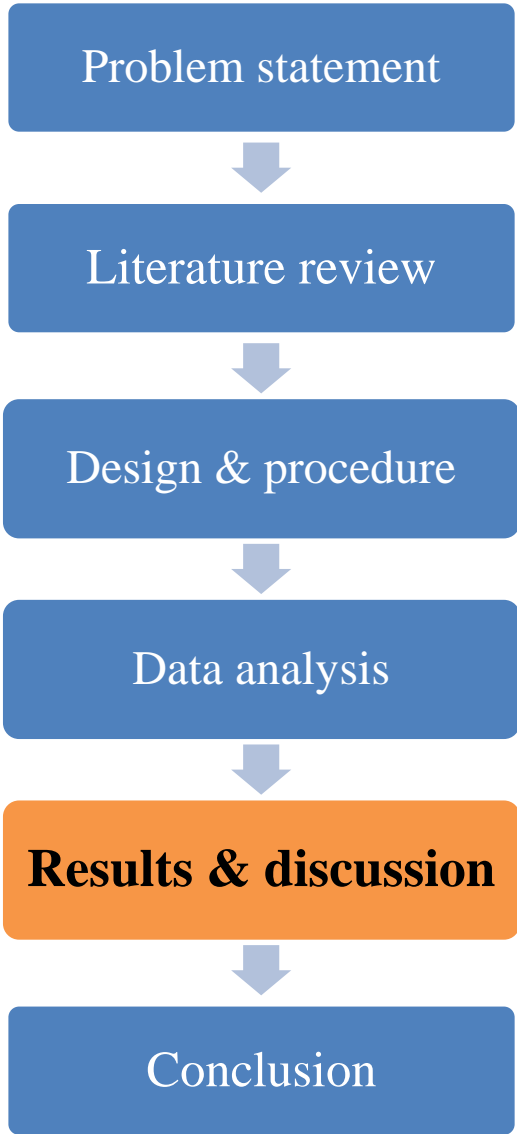 Problem statement
Literature review
Design & procedure
Data analysis
Results & discussion
Conclusion